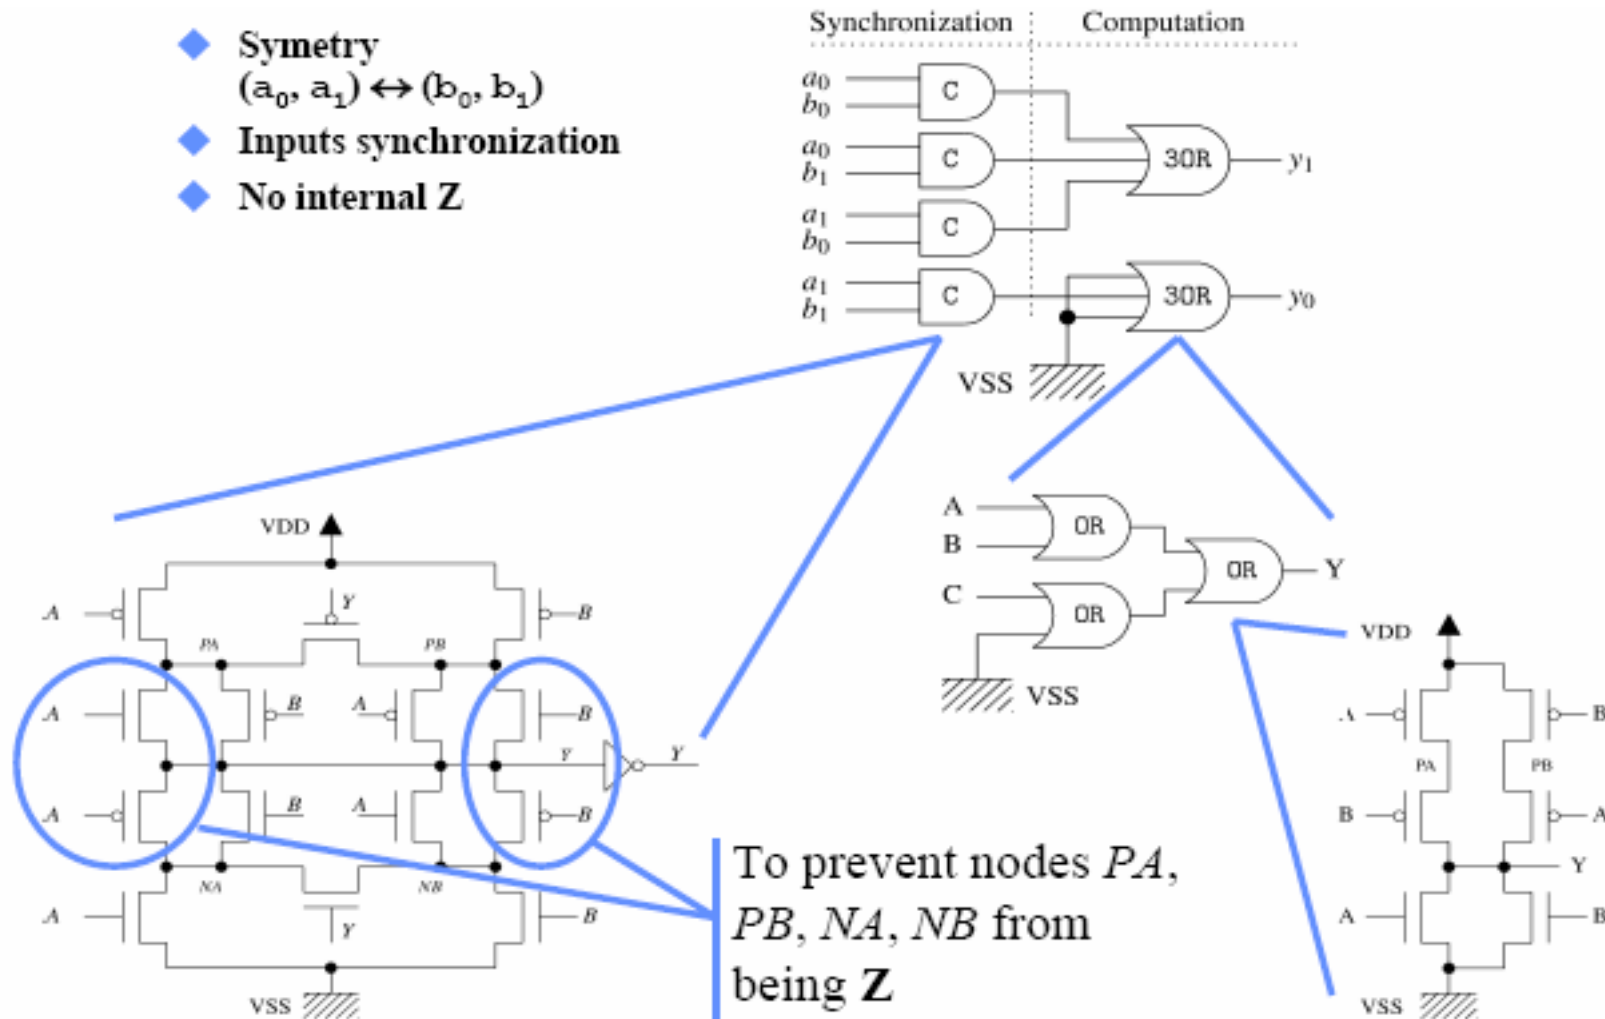 Symetry
(a0, a1) ↔ (b0, b1)
Inputs synchronization
No internal Z
Synchronization Computation
a0
b0
C
a0
b1
C
3OR
y1
a1
b0
C
a1
b1
C
3OR
y0
VSS
A
B
OR
OR
Y
C
OR
VSS
VDD
A
Y
B
PA
PB
A
B
A
B
Y
Y
A
B
A
B
NA
NB
A
Y
B
VSS
To prevent nodes PA,
PB, NA, NB from
being Z
VDD
A
B
PA
PB
B
A
Y
A
B
VSS